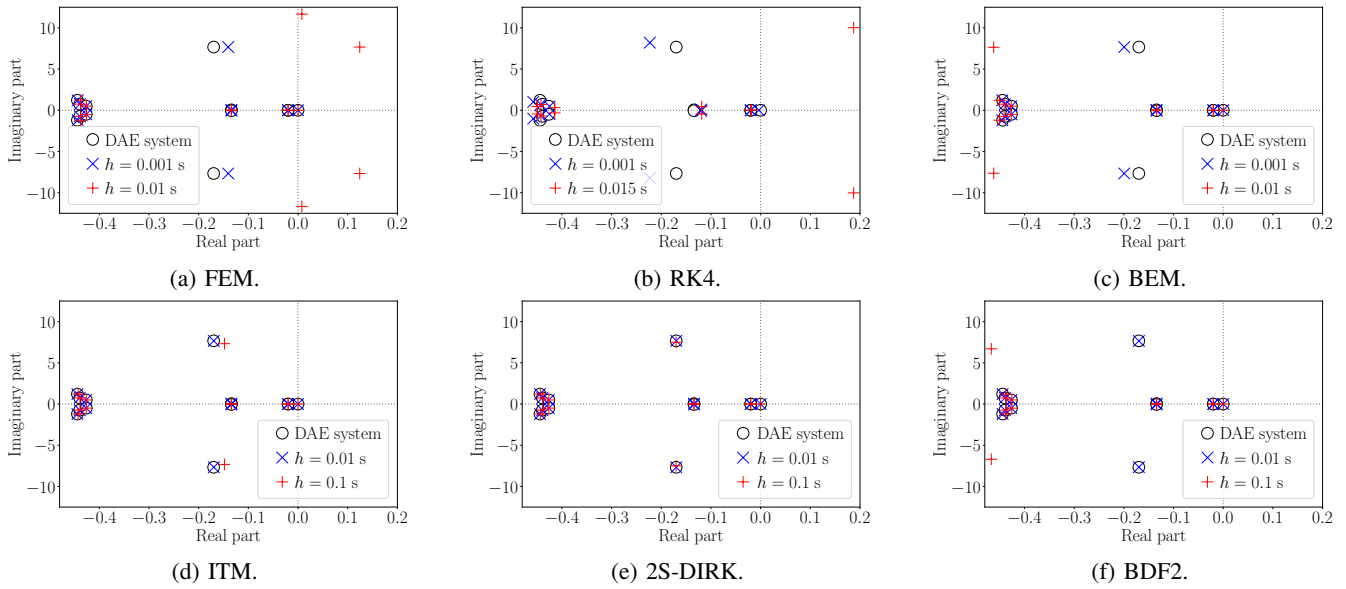 Imaginary part
10
5
0
−5
−10
DAE system
h = 0.001 s
h = 0.01 s
−0.4 −0.3 −0.2 −0.1 0.0 0.1 0.2
Real part
(a) FEM.
Imaginary part
10
5
0
−5
−10
DAE system
h = 0.001 s
h = 0.015 s
−0.4 −0.3 −0.2 −0.1 0.0 0.1 0.2
Real part
(b) RK4.
Imaginary part
10
5
0
−5
−10
DAE system
h = 0.001 s
h = 0.01 s
−0.4 −0.3 −0.2 −0.1 0.0 0.1 0.2
Real part
(c) BEM.
Imaginary part
10
5
0
−5
−10
DAE system
h = 0.01 s
h = 0.1 s
−0.4 −0.3 −0.2 −0.1 0.0 0.1 0.2
Real part
(d) ITM.
Imaginary part
10
5
0
−5
−10
DAE system
h = 0.01 s
h = 0.1 s
−0.4 −0.3 −0.2 −0.1 0.0 0.1 0.2
Real part
(e) 2S-DIRK.
Imaginary part
10
5
0
−5
−10
DAE system
h = 0.01 s
h = 0.1 s
−0.4 −0.3 −0.2 −0.1 0.0 0.1 0.2
Real part
(f) BDF2.